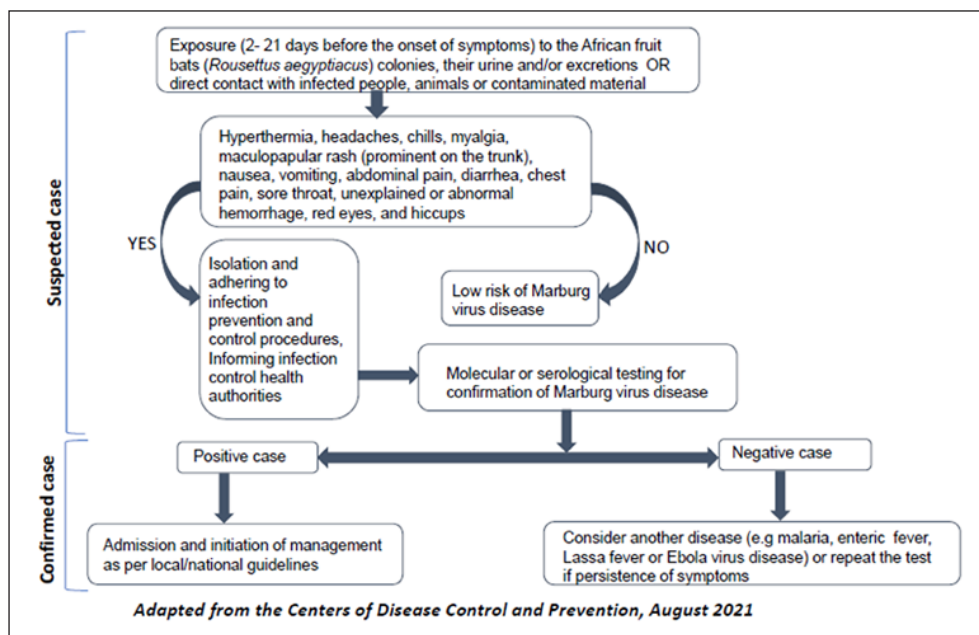 Exposure (2- 21 days before the onset of symptoms) to the African fruit
bats (Rousettus aegyptiacus) colonies, their urine and/or excretions OR
direct contact with infected people, animals or contaminated material
Hyperthermia, headaches, chills, myalgia,
maculopapular rash (prominent on the trunk),
nausea, vomiting, abdominal pain, diarrhea, chest
pain, sore throat, unexplained or abnormal
hemorrhage, red eyes, and hiccups
YES
NO
Suspected case
Isolation and
adhering to
infection
prevention and
control procedures,
Informing infection
control health
authorities
Low risk of Marburg
virus disease
Molecular or serological testing for
confirmation of Marburg virus disease
Confirmed case
Positive case
Negative case
Admission and initiation of management
as per local/national guidelines
Consider another disease (e.g malaria, enteric fever,
Lassa fever or Ebola virus disease) or repeat the test
if persistence of symptoms
Adapted from the Centers of Disease Control and Prevention, August 2021